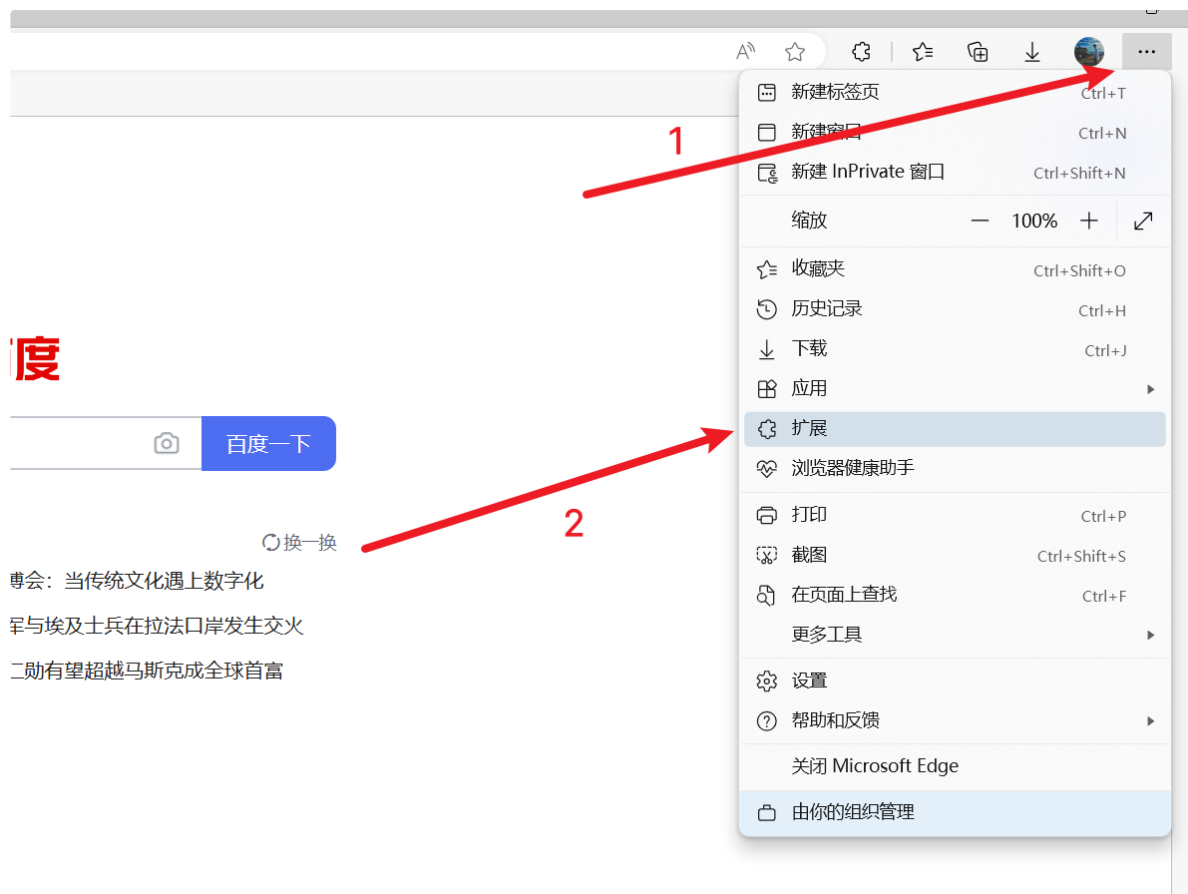 新建标签页 Ctrl+T
1
新建窗口 Ctrl+N
新建 InPrivate 窗口 Ctrl+Shift+N
缩放 — 100% +
收藏夹 Ctrl+Shift+O
历史记录 Ctrl+H
下载 Ctrl+J
度
应用
扩展
百度一下
浏览器健康助手
打印 Ctrl+P
2
换一换
截图 Ctrl+Shift+S
博会：当传统文化遇上数字化
在页面上查找 Ctrl+F
军与埃及士兵在拉法口岸发生交火
更多工具
仁勋有望超越马斯克成全球首富
设置
帮助和反馈
关闭 Microsoft Edge
由你的组织管理